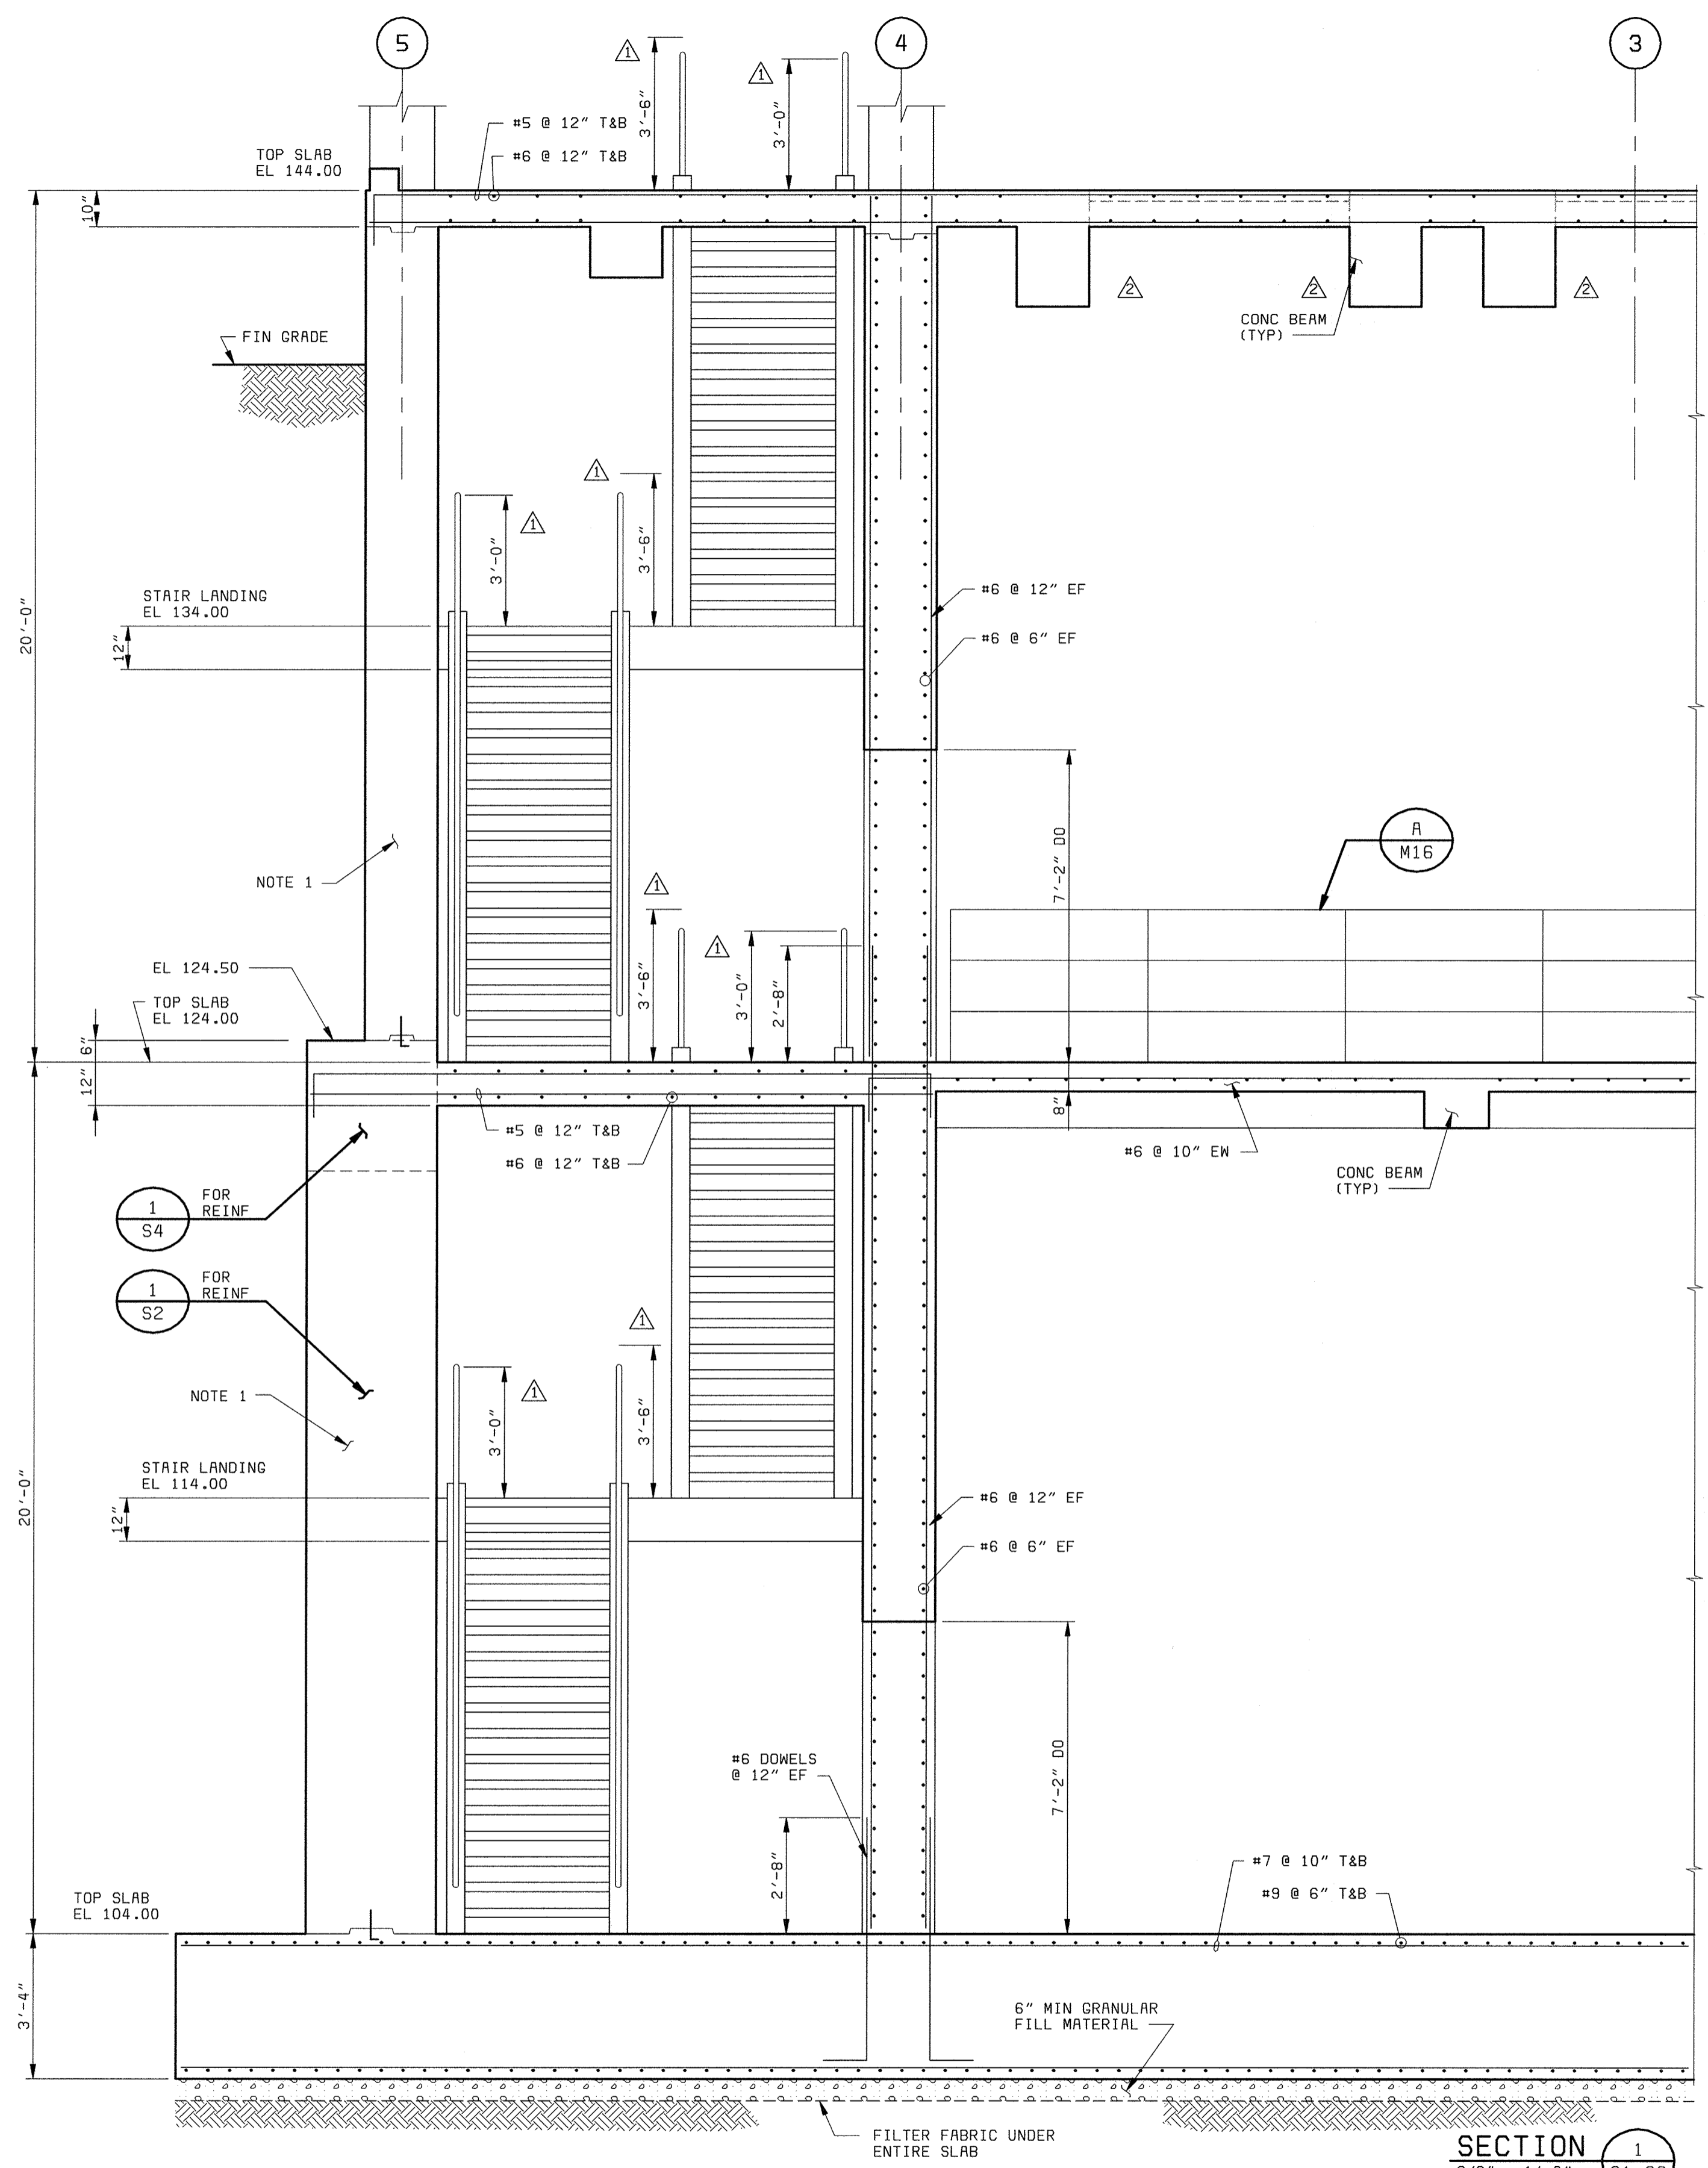 5
4
3
1
1
3'-6"
3'-0"
#5 @ 12" T&B
#6 @ 12" T&B
TOP SLAB
EL 144.00
10"
2
2
2
CONC BEAM
(TYP)
FIN GRADE
1
1
3'-0"
3'-6"
STAIR LANDING
EL 134.00
12"
20'-0"
#6 @ 12" EF
#6 @ 6" EF
7'-2" DO
A
M16
NOTE 1
1
1
3'-6"
3'-0"
2'-8"
EL 124.50
TOP SLAB
EL 124.00
6"
12"
8"
#5 @ 12" T&B
#6 @ 12" T&B
#6 @ 10" EW
CONC BEAM
(TYP)
1
S4
FOR
REINF
1
S2
FOR
REINF
NOTE 1
1
1
3'-0"
3'-6"
STAIR LANDING
EL 114.00
12"
20'-0"
#6 @ 12" EF
#6 @ 6" EF
7'-2" DO
#6 DOWELS
@ 12" EF
2'-8"
#7 @ 10" T&B
#9 @ 6" T&B
TOP SLAB
EL 104.00
3'-4"
6" MIN GRANULAR
FILL MATERIAL
FILTER FABRIC UNDER
ENTIRE SLAB
SECTION
1